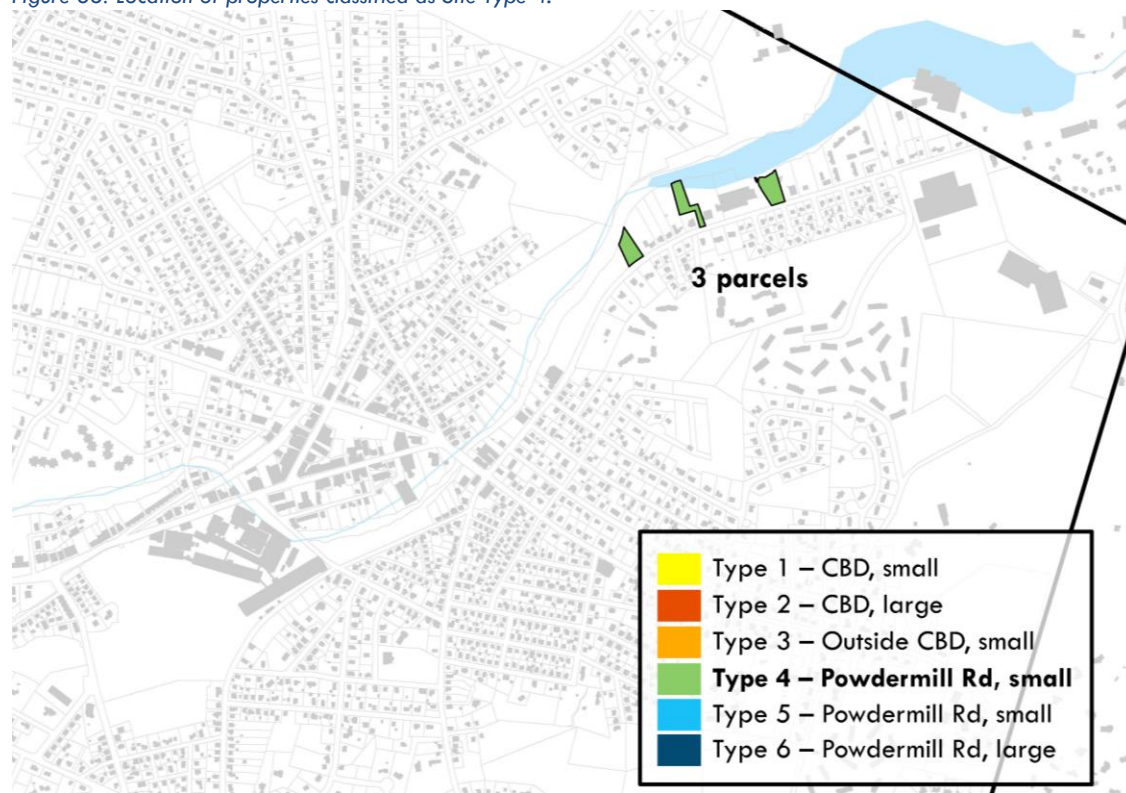 3 parcels
Type 1 – CBD, small
Type 2 – CBD, large
Type 3 – Outside CBD, small
Type 4 – Powdermill Rd, small
Type 5 – Powdermill Rd, small
Type 6 – Powdermill Rd, large